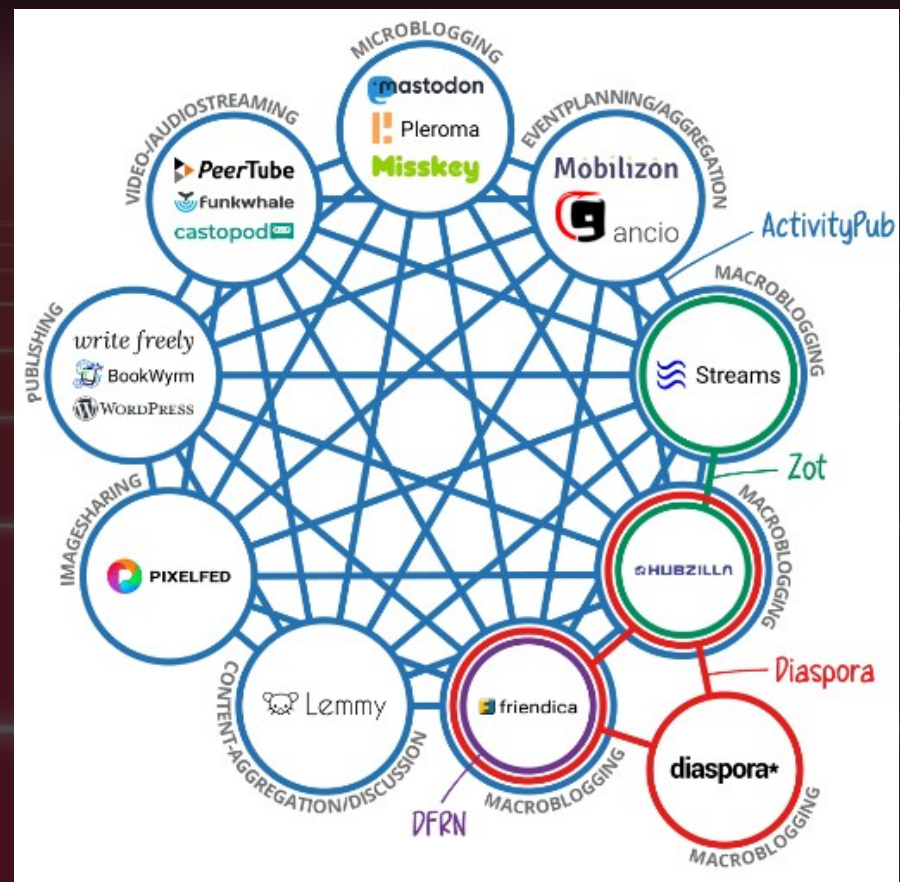 MICROBLOGGING
mastodon
Pleroma
Misskey
VIDEO-/AUDIOSTREAMING
PeerTube
funkwhale
castopod
EVENTPLANNING/AGGREGATION
Mobilizon
gancio
ActivityPub
PUBLISHING
write freely
BookWyrm
WORDPRESS
MACROBLOGGING
Streams
Zot
IMAGESHARING
PIXELFED
MACROBLOGGING
HUBZILLA
CONTENT-AGGREGATION/DISCUSSION
Lemmy
MACROBLOGGING
friendica
DFRN
Diaspora
diaspora*
MACROBLOGGING